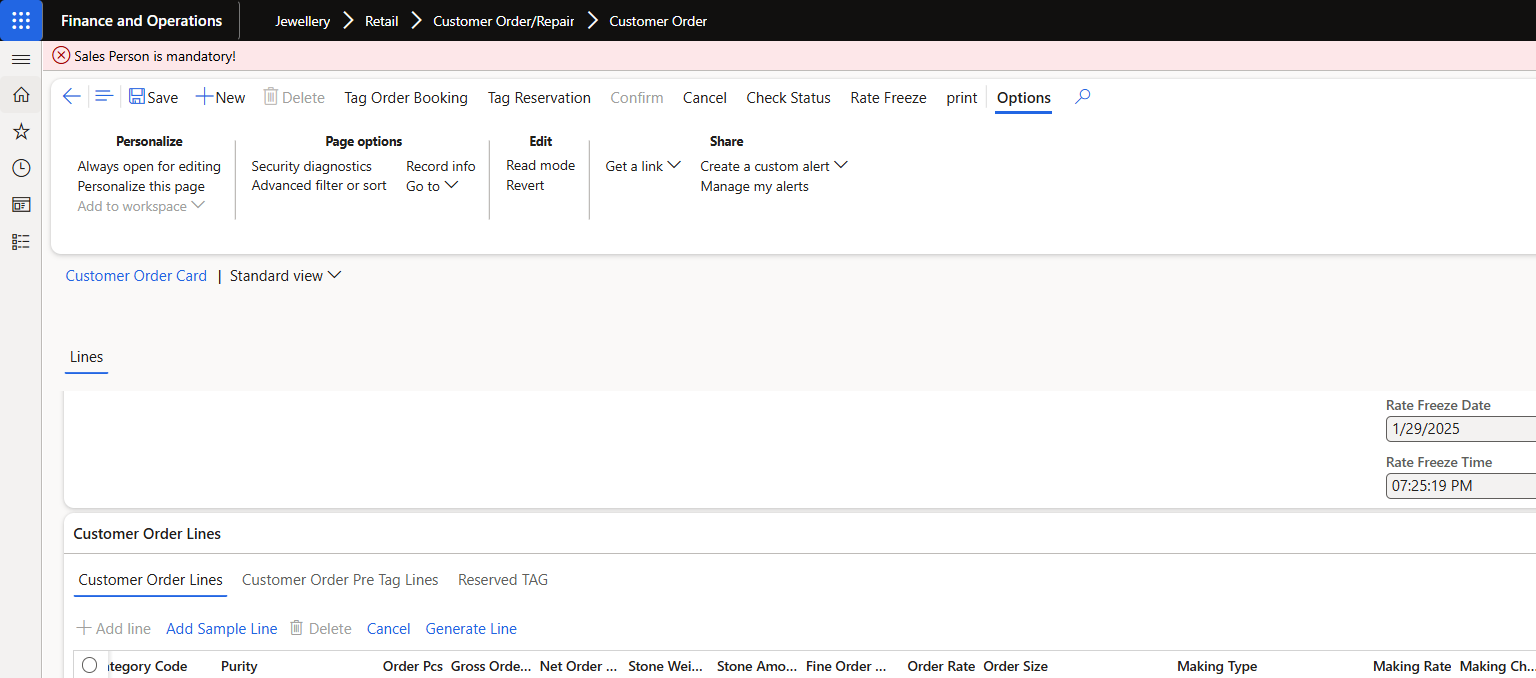 Finance and Operations
Jewellery Retail Customer Order/Repair Customer Order
Sales Person is mandatory!
Save New Delete Tag Order Booking Tag Reservation Confirm Cancel Check Status Rate Freeze print Options
Personalize
Always open for editing
Personalize this page
Add to workspace
Page options
Security diagnostics
Advanced filter or sort
Record info
Go to
Edit
Read mode
Revert
Get a link
Share
Create a custom alert
Manage my alerts
Customer Order Card | Standard view
Lines
Rate Freeze Date
1/29/2025
Rate Freeze Time
07:25:19 PM
Customer Order Lines
Customer Order Lines Customer Order Pre Tag Lines Reserved TAG
Add line Add Sample Line Delete Cancel Generate Line
tegory Code Purity Order Pcs Gross Orde... Net Order ... Stone Wei... Stone Amo... Fine Order ... Order Rate Order Size Making Type Making Rate Making Ch...